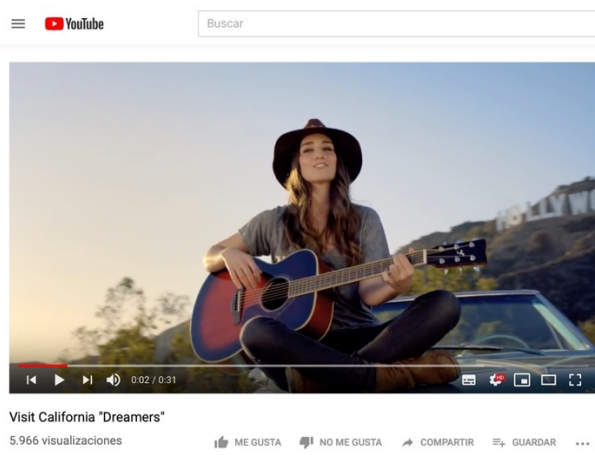 YouTube
Buscar
HOLLYWO
HD
0:02 / 0:31
Visit California "Dreamers"
5.966 visualizaciones
ME GUSTA
NO ME GUSTA
COMPARTIR
GUARDAR